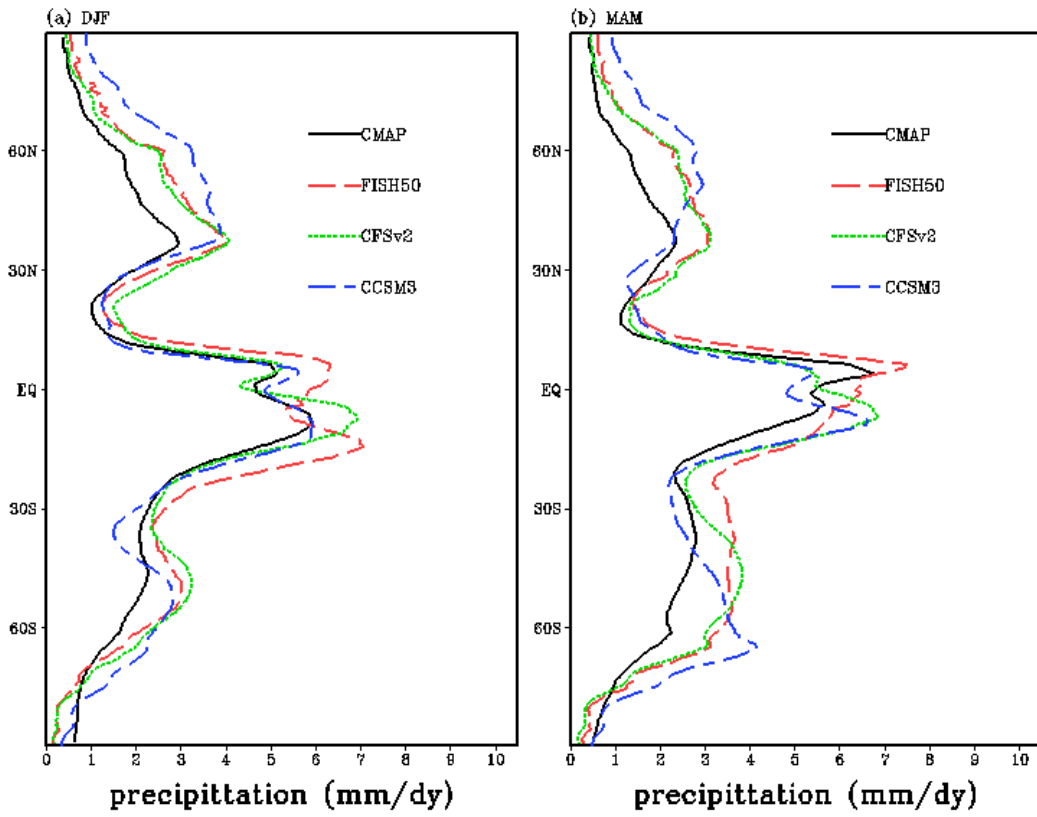 (a) DJF
60N
30N
EQ
30S
60S
CMAP
FISH50
CFSv2
CCSM3
0 1 2 3 4 5 6 7 8 9 10
precipittation (mm/dy)
(b) MAM
60N
30N
EQ
30S
60S
CMAP
FISH50
CFSv2
CCSM3
0 1 2 3 4 5 6 7 8 9 10
precipittation (mm/dy)